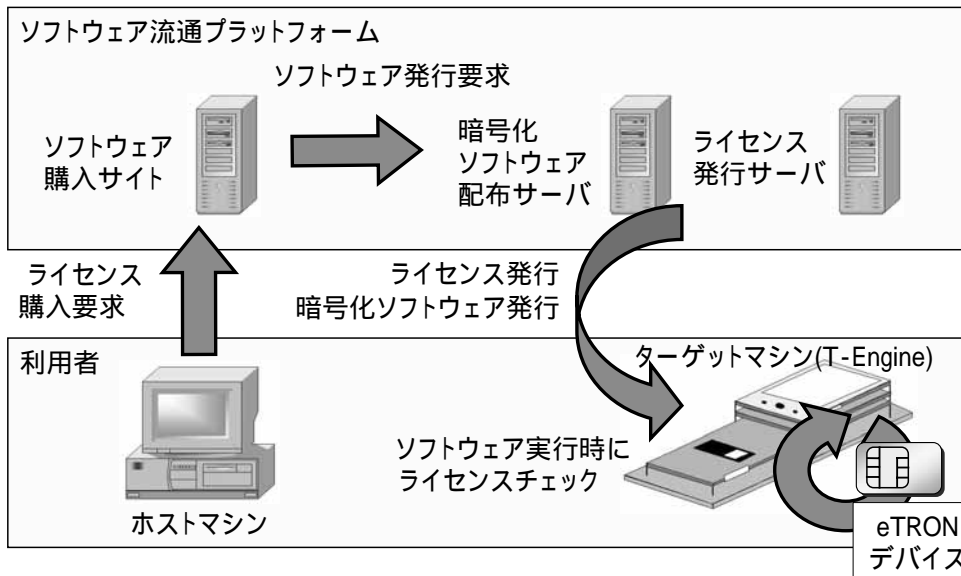 ソフトウェア流通プラットフォーム
ソフトウェア発行要求
ソフトウェア
購入サイト
暗号化
ソフトウェア
配布サーバ
ライセンス
発行サーバ
ライセンス
購入要求
ライセンス発行
暗号化ソフトウェア発行
利用者
ターゲットマシン(T-Engine)
ソフトウェア実行時に
ライセンスチェック
ホストマシン
eTRON
デバイス